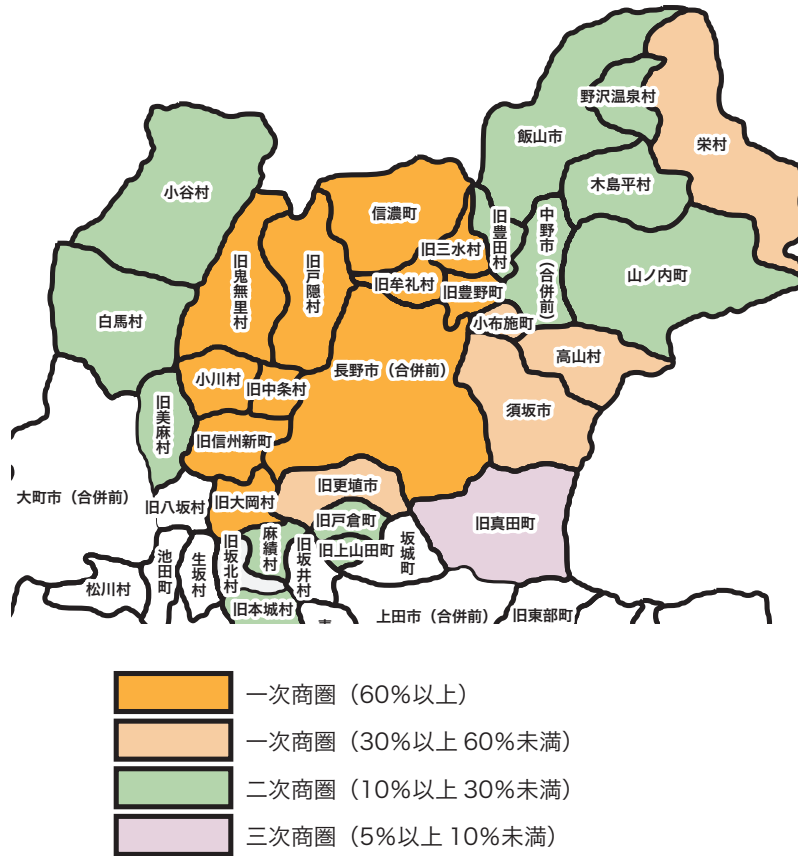 野沢温泉村
飯山市
栄村
小谷村
木島平村
信濃町
旧豊田村
中野市（合併前）
旧三水村
旧鬼無里村
旧戸隠村
山ノ内町
旧牟礼村
旧豊野町
白馬村
小布施町
高山村
長野市（合併前）
小川村
旧中条村
旧美麻村
須坂市
旧信州新町
旧更埴市
大町市（合併前）
旧八坂村
旧大岡村
旧戸倉町
旧真田町
麻績村
旧坂井村
旧坂北村
坂城町
旧上山田町
池田町
生坂村
松川村
旧本城村
上田市（合併前）
旧東部町
一次商圏（60%以上）
一次商圏（30%以上 60%未満）
二次商圏（10%以上 30%未満）
三次商圏（5%以上 10%未満）